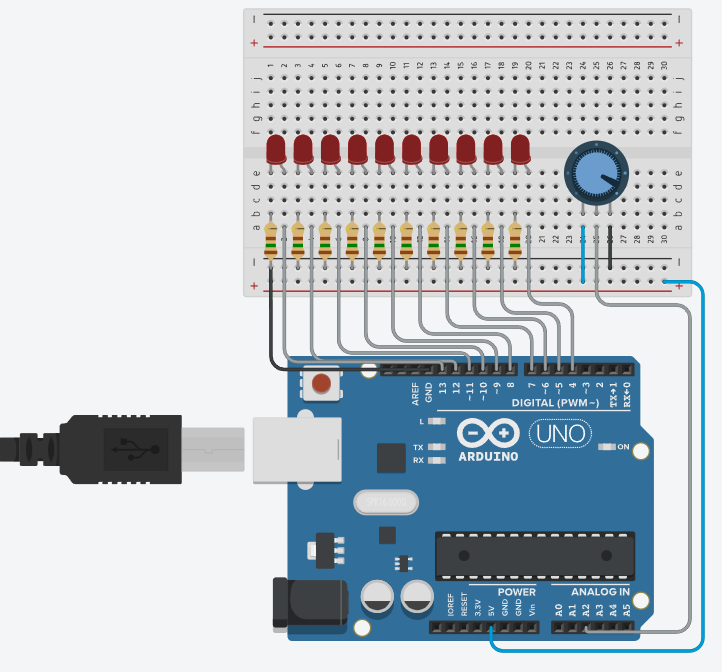 − −
+ +
1 2 3 4 5 6 7 8 9 10 11 12 13 14 15 16 17 18 19 20 21 22 23 24 25 26 27 28 29 30
j j
i i
h h
g g
f f
e e
d d
c c
b b
a a
21 22 23 27 28 29 30
− −
+ +
AREF GND 13 12 ~11 ~10 ~9 8 7 ~6 ~5 4 ~3 2 TX→1 RX←0
DIGITAL (PWM~)
L
TX
RX
UNO
ON
ARDUINO
POWER ANALOG IN
IOREF RESET 3.3V 5V GND GND Vin A0 A1 A2 A3 A4 A5